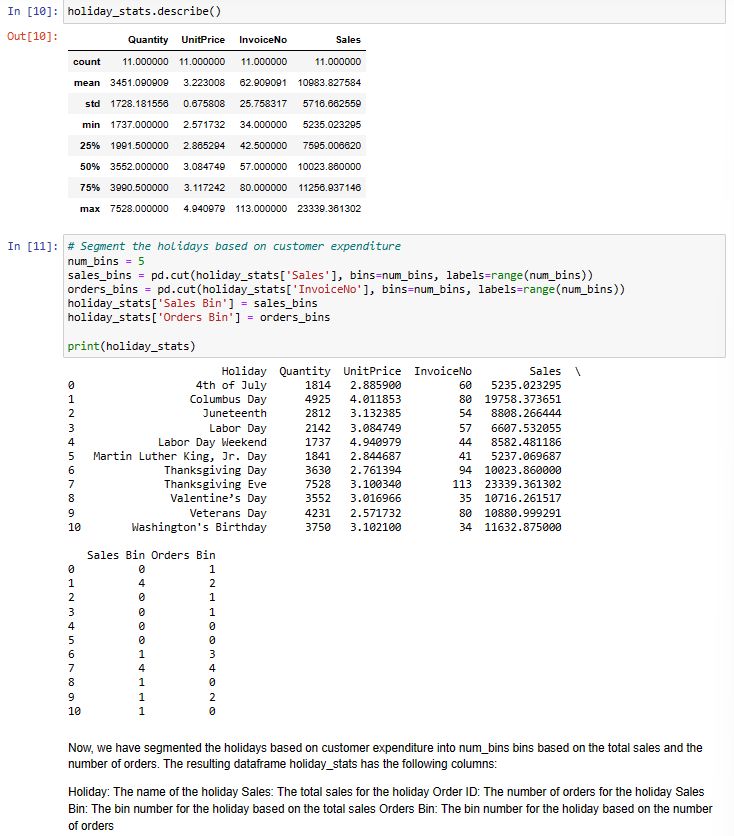 In [10]: holiday_stats.describe()
Out[10]:
Quantity UnitPrice InvoiceNo Sales
count 11.000000 11.000000 11.000000 11.000000
mean 3451.090909 3.223008 62.909091 10983.827584
std 1728.181556 0.675808 25.758317 5716.662559
min 1737.000000 2.571732 34.000000 5235.023295
25% 1991.500000 2.865294 42.500000 7595.006620
50% 3552.000000 3.084749 57.000000 10023.860000
75% 3990.500000 3.117242 80.000000 11256.937146
max 7528.000000 4.940979 113.000000 23339.361302
In [11]: # Segment the holidays based on customer expenditure
num_bins = 5
sales_bins = pd.cut(holiday_stats['Sales'], bins=num_bins, labels=range(num_bins))
orders_bins = pd.cut(holiday_stats['InvoiceNo'], bins=num_bins, labels=range(num_bins))
holiday_stats['Sales Bin'] = sales_bins
holiday_stats['Orders Bin'] = orders_bins
print(holiday_stats)
Holiday Quantity UnitPrice InvoiceNo Sales \
0 4th of July 1814 2.885900 60 5235.023295
1 Columbus Day 4925 4.011853 80 19758.373651
2 Juneteenth 2812 3.132385 54 8808.266444
3 Labor Day 2142 3.084749 57 6607.532055
4 Labor Day Weekend 1737 4.940979 44 8582.481186
5 Martin Luther King, Jr. Day 1841 2.844687 41 5237.069687
6 Thanksgiving Day 3630 2.761394 94 10023.860000
7 Thanksgiving Eve 7528 3.100340 113 23339.361302
8 Valentine’s Day 3552 3.016966 35 10716.261517
9 Veterans Day 4231 2.571732 80 10880.999291
10 Washington's Birthday 3750 3.102100 34 11632.875000
Sales Bin Orders Bin
0 0 1
1 4 2
2 0 1
3 0 1
4 0 0
5 0 0
6 1 3
7 4 4
8 1 0
9 1 2
10 1 0
Now, we have segmented the holidays based on customer expenditure into num_bins bins based on the total sales and the
number of orders. The resulting dataframe holiday_stats has the following columns:
Holiday: The name of the holiday Sales: The total sales for the holiday Order ID: The number of orders for the holiday Sales
Bin: The bin number for the holiday based on the total sales Orders Bin: The bin number for the holiday based on the number
of orders